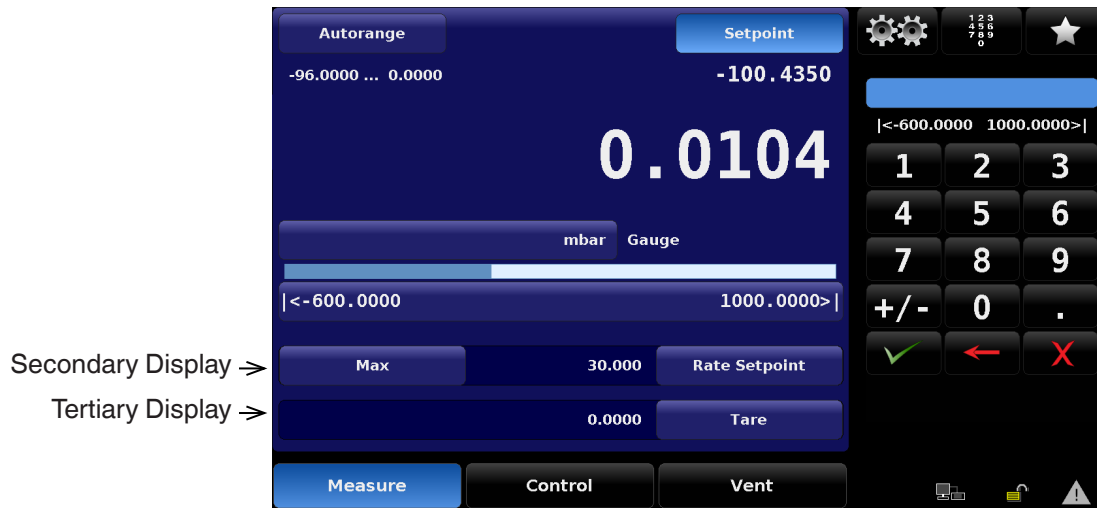 Autorange
Setpoint
-96.0000 ... 0.0000
-100.4350
0.0104
mbar Gauge
|<-600.0000 1000.0000>|
Secondary Display
Max 30.000 Rate Setpoint
Tertiary Display
0.0000 Tare
Measure Control Vent
1 2 3
4 5 6
7 8 9
0
|<-600.0000 1000.0000>|
1 2 3
4 5 6
7 8 9
+/- 0 .
X